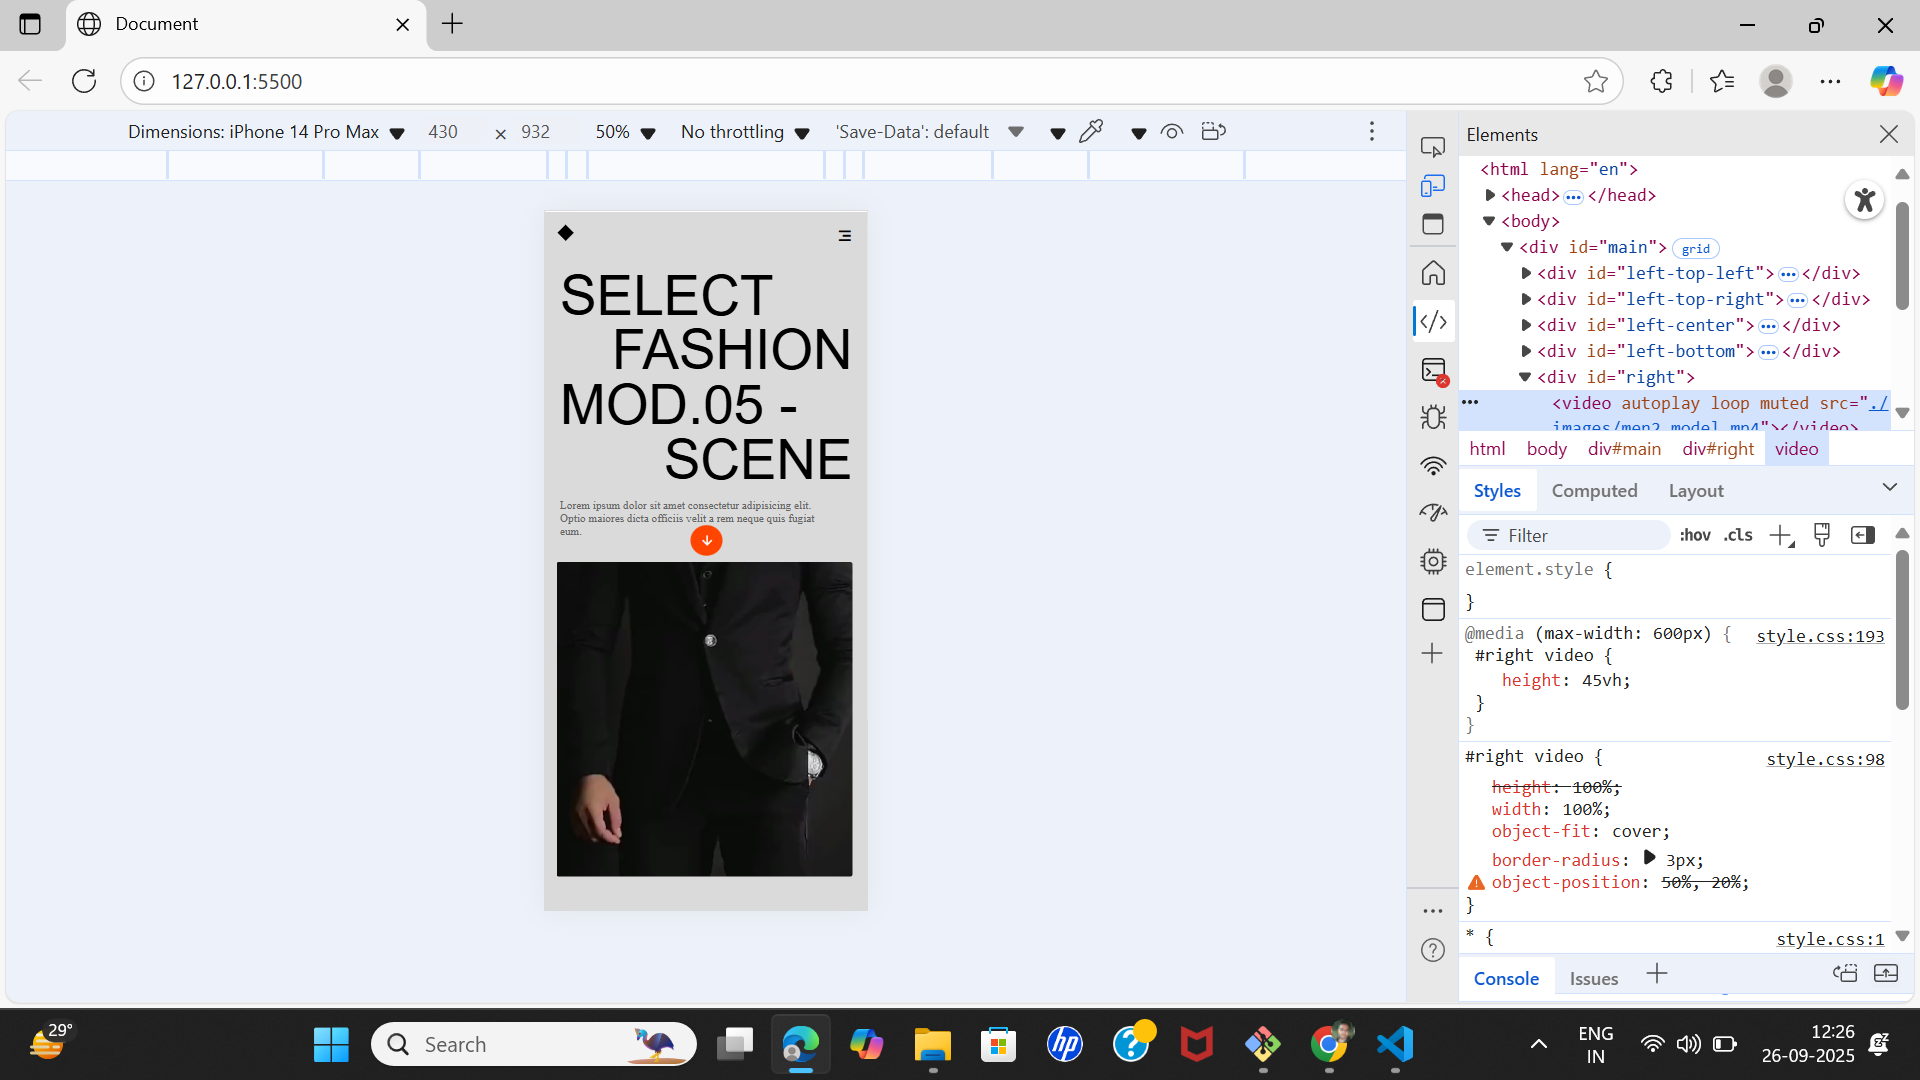 Document
127.0.0.1:5500
Dimensions: iPhone 14 Pro Max 430 × 932 50% No throttling 'Save-Data': default
SELECT
FASHION
MOD.05 -
SCENE
Lorem ipsum dolor sit amet consectetur adipisicing elit.
Optio maiores dicta officiis velit a rem neque quis fugiat
eum.
Elements
<html lang="en">
<head> ••• </head>
<body>
<div id="main"> grid
<div id="left-top-left"> ••• </div>
<div id="left-top-right"> ••• </div>
<div id="left-center"> ••• </div>
<div id="left-bottom"> ••• </div>
<div id="right">
••• <video autoplay loop muted src="./
images/men2 model.mp4"></video>
html body div#main div#right video
Styles Computed Layout
Filter :hov .cls
element.style {
}
@media (max-width: 600px) { style.css:193
#right video {
height: 45vh;
}
}
#right video { style.css:98
height: 100%;
width: 100%;
object-fit: cover;
border-radius: 3px;
object-position: 50%, 20%;
}
* { style.css:1
Console Issues
29°
Search
hp
ENG
IN
12:26
26-09-2025